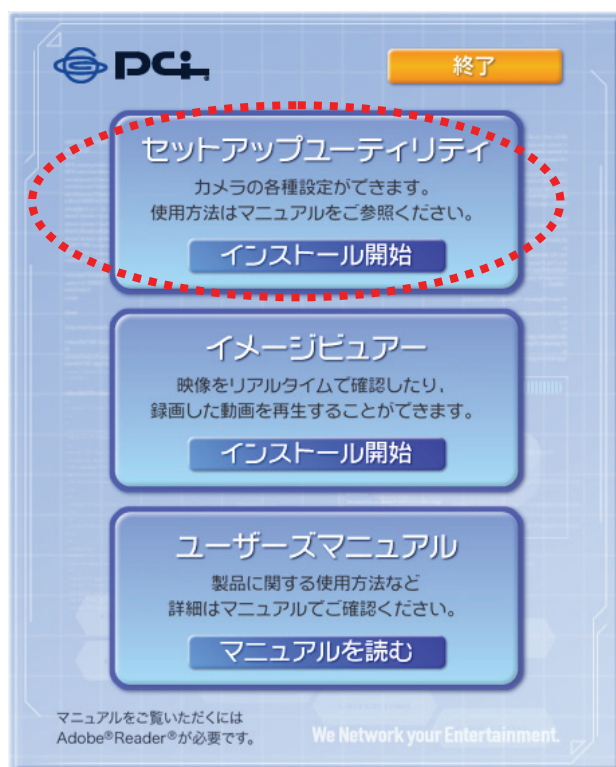 PCi
終了
セットアップユーティリティ
カメラの各種設定ができます。
使用方法はマニュアルをご参照ください。
インストール開始
イメージビュアー
映像をリアルタイムで確認したり、
録画した動画を再生することができます。
インストール開始
ユーザーズマニュアル
製品に関する使用方法など
詳細はマニュアルでご確認ください。
マニュアルを読む
マニュアルをご覧いただくには
Adobe®Reader®が必要です。
We Network your Entertainment.